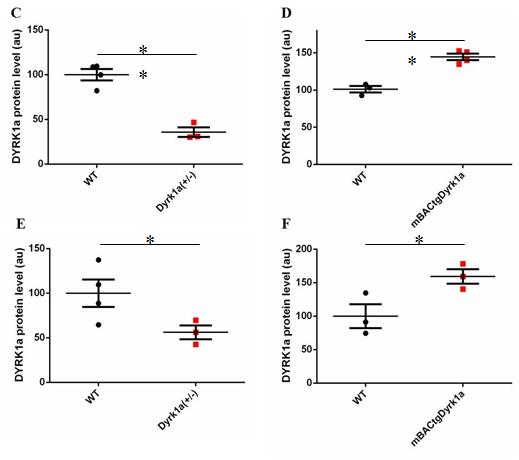 C
DYRK1a protein level (au)
150
100
50
0
*
*
WT
Dyrk1a(+/-)
D
DYRK1a protein level (au)
150
100
50
0
*
*
WT
mBACtgDyrk1a
E
DYRK1a protein level (au)
150
100
50
0
*
WT
Dyrk1a(+/-)
F
DYRK1a protein level (au)
200
150
100
50
0
*
WT
mBACtgDyrk1a